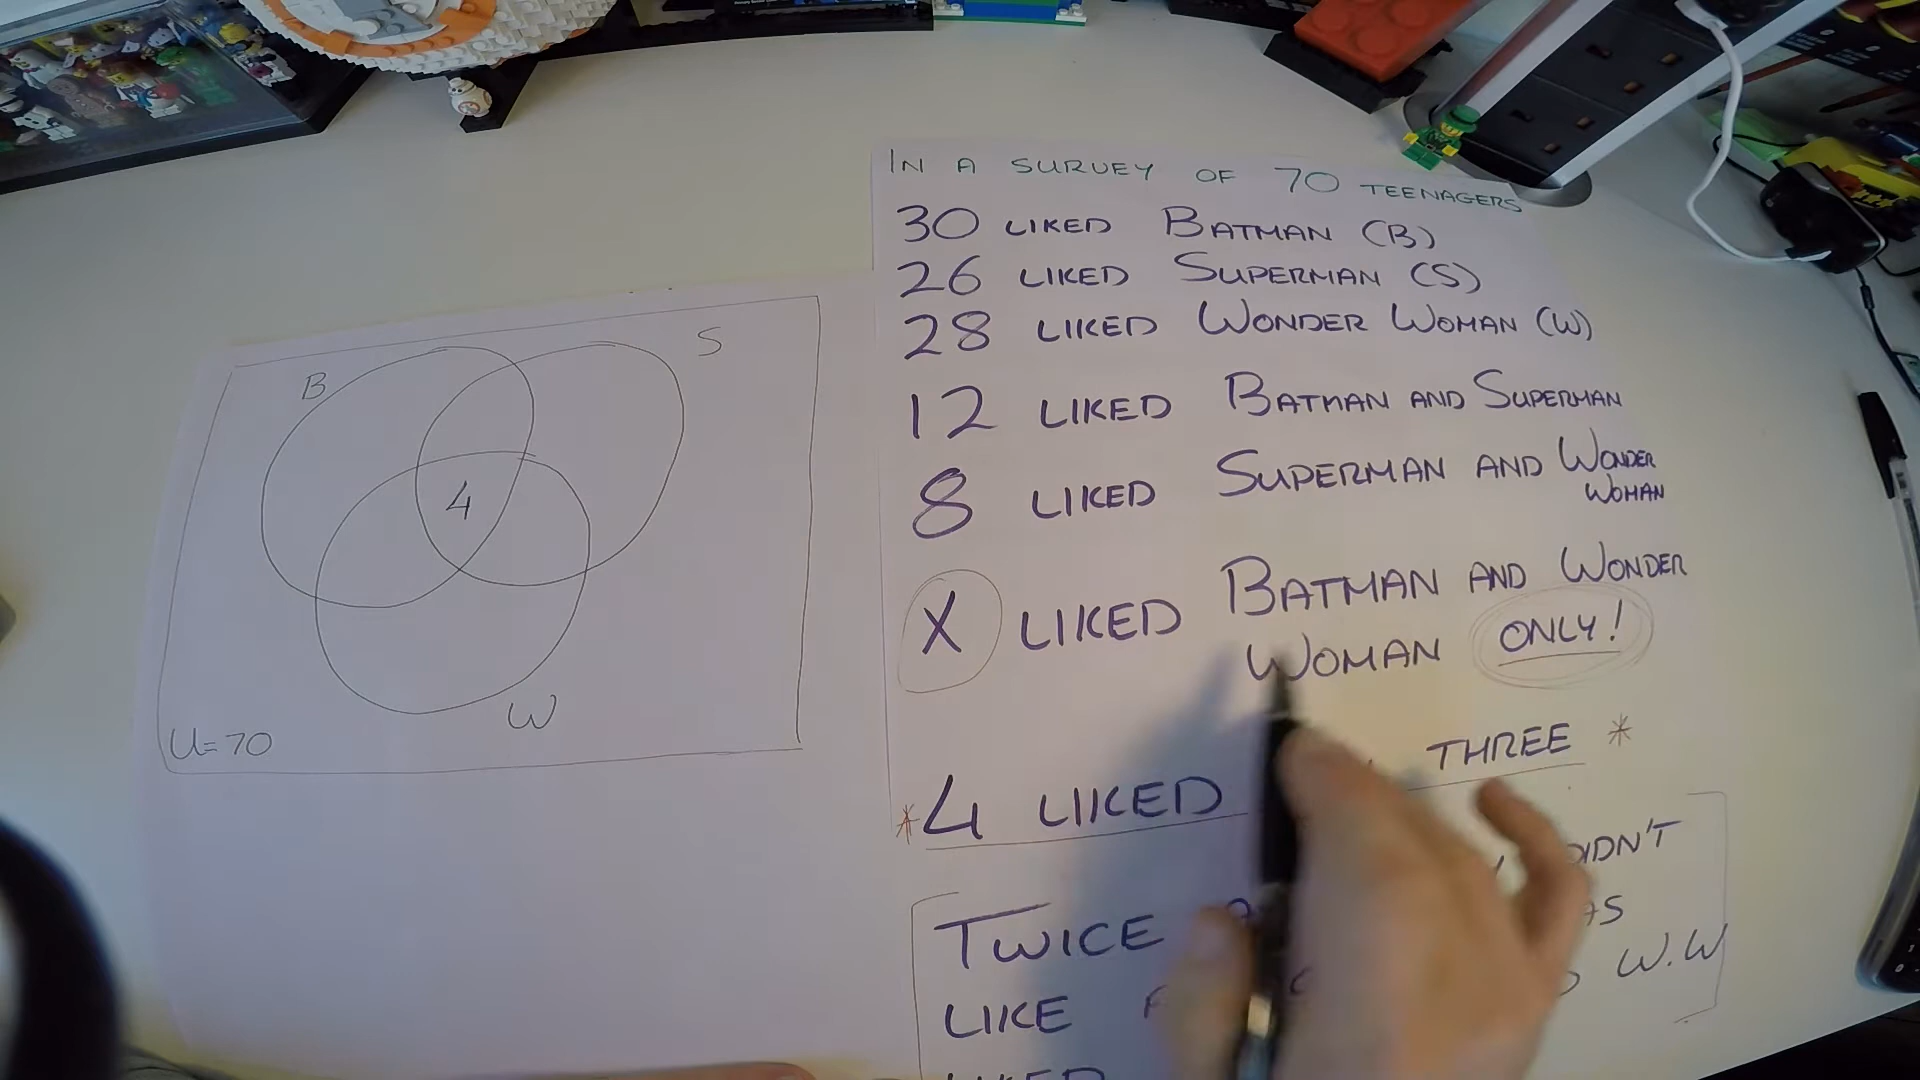 IN A SURVEY OF 70 TEENAGERS
30 LIKED BATMAN (B)
26 LIKED SUPERMAN (S)
28 LIKED WONDER WOMAN (W)
12 LIKED BATMAN AND SUPERMAN
8 LIKED SUPERMAN AND WONDER
WOMAN
X LIKED BATMAN AND WONDER
WOMAN ONLY!
*4 LIKED THREE *
DIDN'T
TWICE AS
LIKE W.W
LIKED
B
S
4
W
U=70